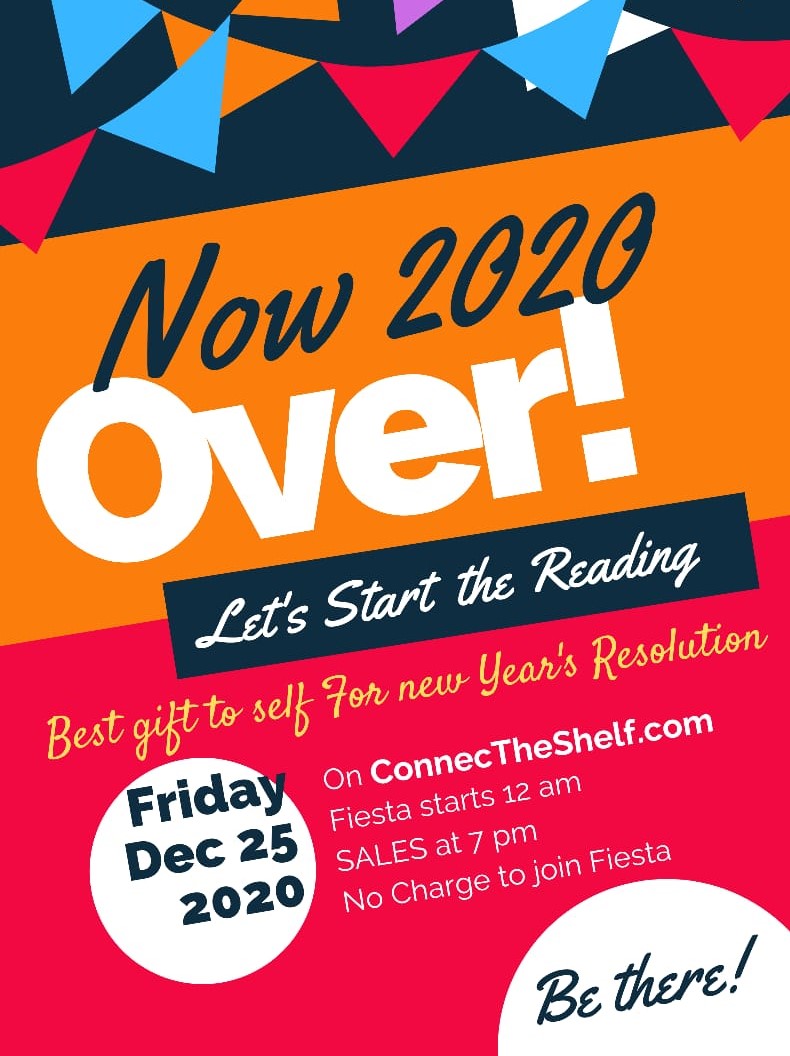 Now 2020
Over!
Let's Start the Reading
Best gift to self For new Year's Resolution
Friday
Dec 25
2020
On ConnecTheShelf.com
Fiesta starts 12 am
SALES at 7 pm
No Charge to join Fiesta
Be there!